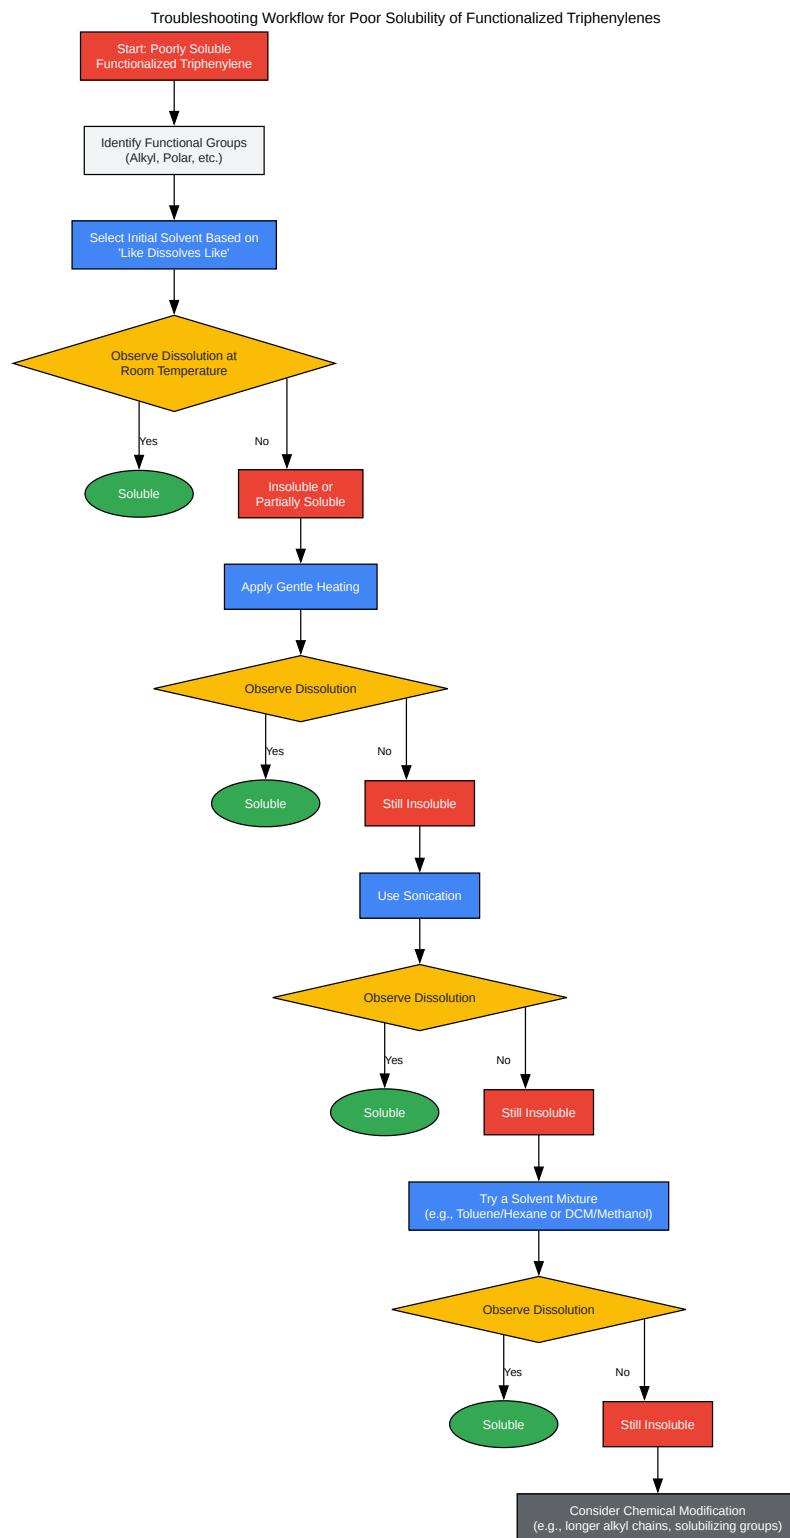 Troubleshooting Workflow for Poor Solubility of Functionalized Triphenylenes
Start: Poorly Soluble
Functionalized Triphenylene
Identify Functional Groups
(Alkyl, Polar, etc.)
Select Initial Solvent Based on
'Like Dissolves Like'
Observe Dissolution at
Room Temperature
Yes
No
Soluble
Insoluble or
Partially Soluble
Apply Gentle Heating
Observe Dissolution
Yes
No
Soluble
Still Insoluble
Use Sonication
Observe Dissolution
Yes
No
Soluble
Still Insoluble
Try a Solvent Mixture
(e.g., Toluene/Hexane or DCM/Methanol)
Observe Dissolution
Yes
No
Soluble
Still Insoluble
Consider Chemical Modification
(e.g., longer alkyl chains, solubilizing groups)